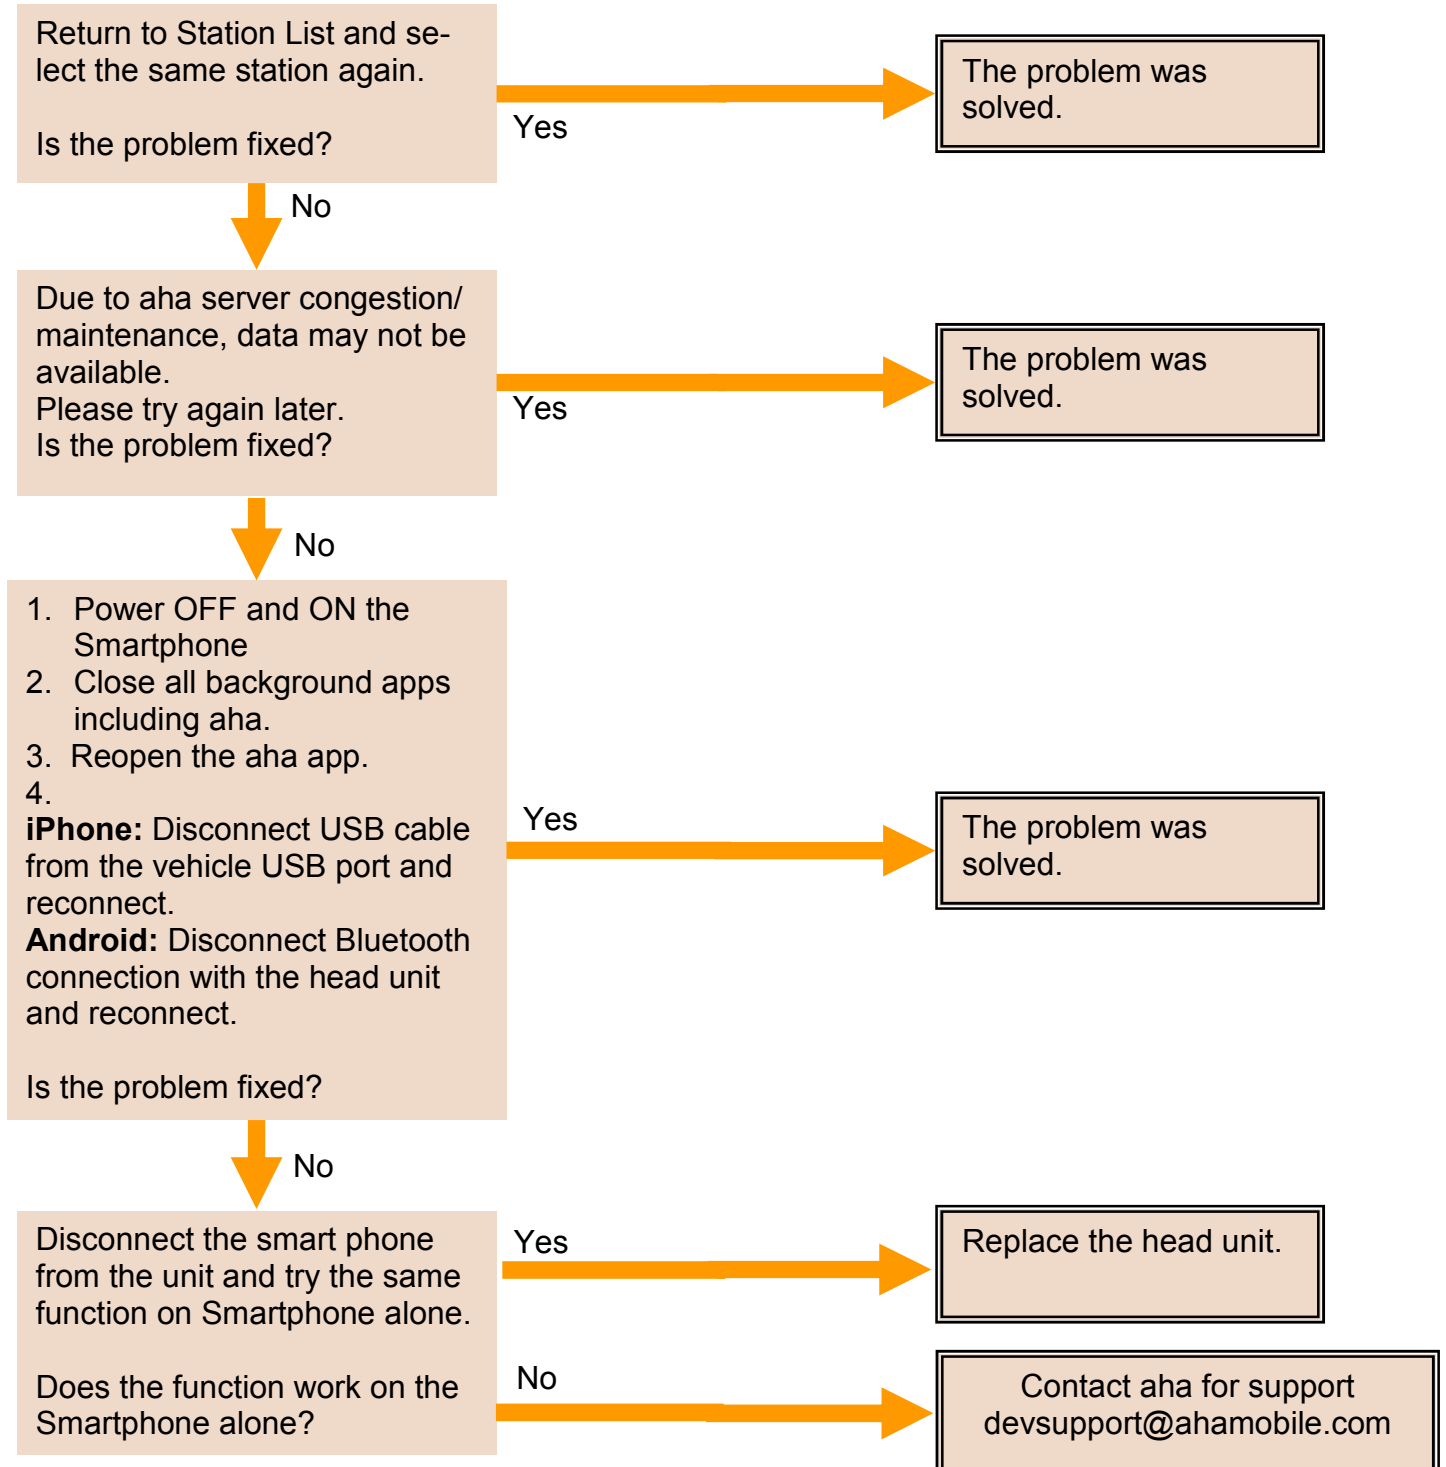 Return to Station List and se-
lect the same station again.
Is the problem fixed?
Yes
The problem was
solved.
No
Due to aha server congestion/
maintenance, data may not be
available.
Please try again later.
Is the problem fixed?
Yes
The problem was
solved.
No
1. Power OFF and ON the
Smartphone
2. Close all background apps
including aha.
3. Reopen the aha app.
4.
iPhone: Disconnect USB cable
from the vehicle USB port and
reconnect.
Android: Disconnect Bluetooth
connection with the head unit
and reconnect.
Is the problem fixed?
Yes
The problem was
solved.
No
Disconnect the smart phone
from the unit and try the same
function on Smartphone alone.
Does the function work on the
Smartphone alone?
Yes
Replace the head unit.
No
Contact aha for support
devsupport@ahamobile.com